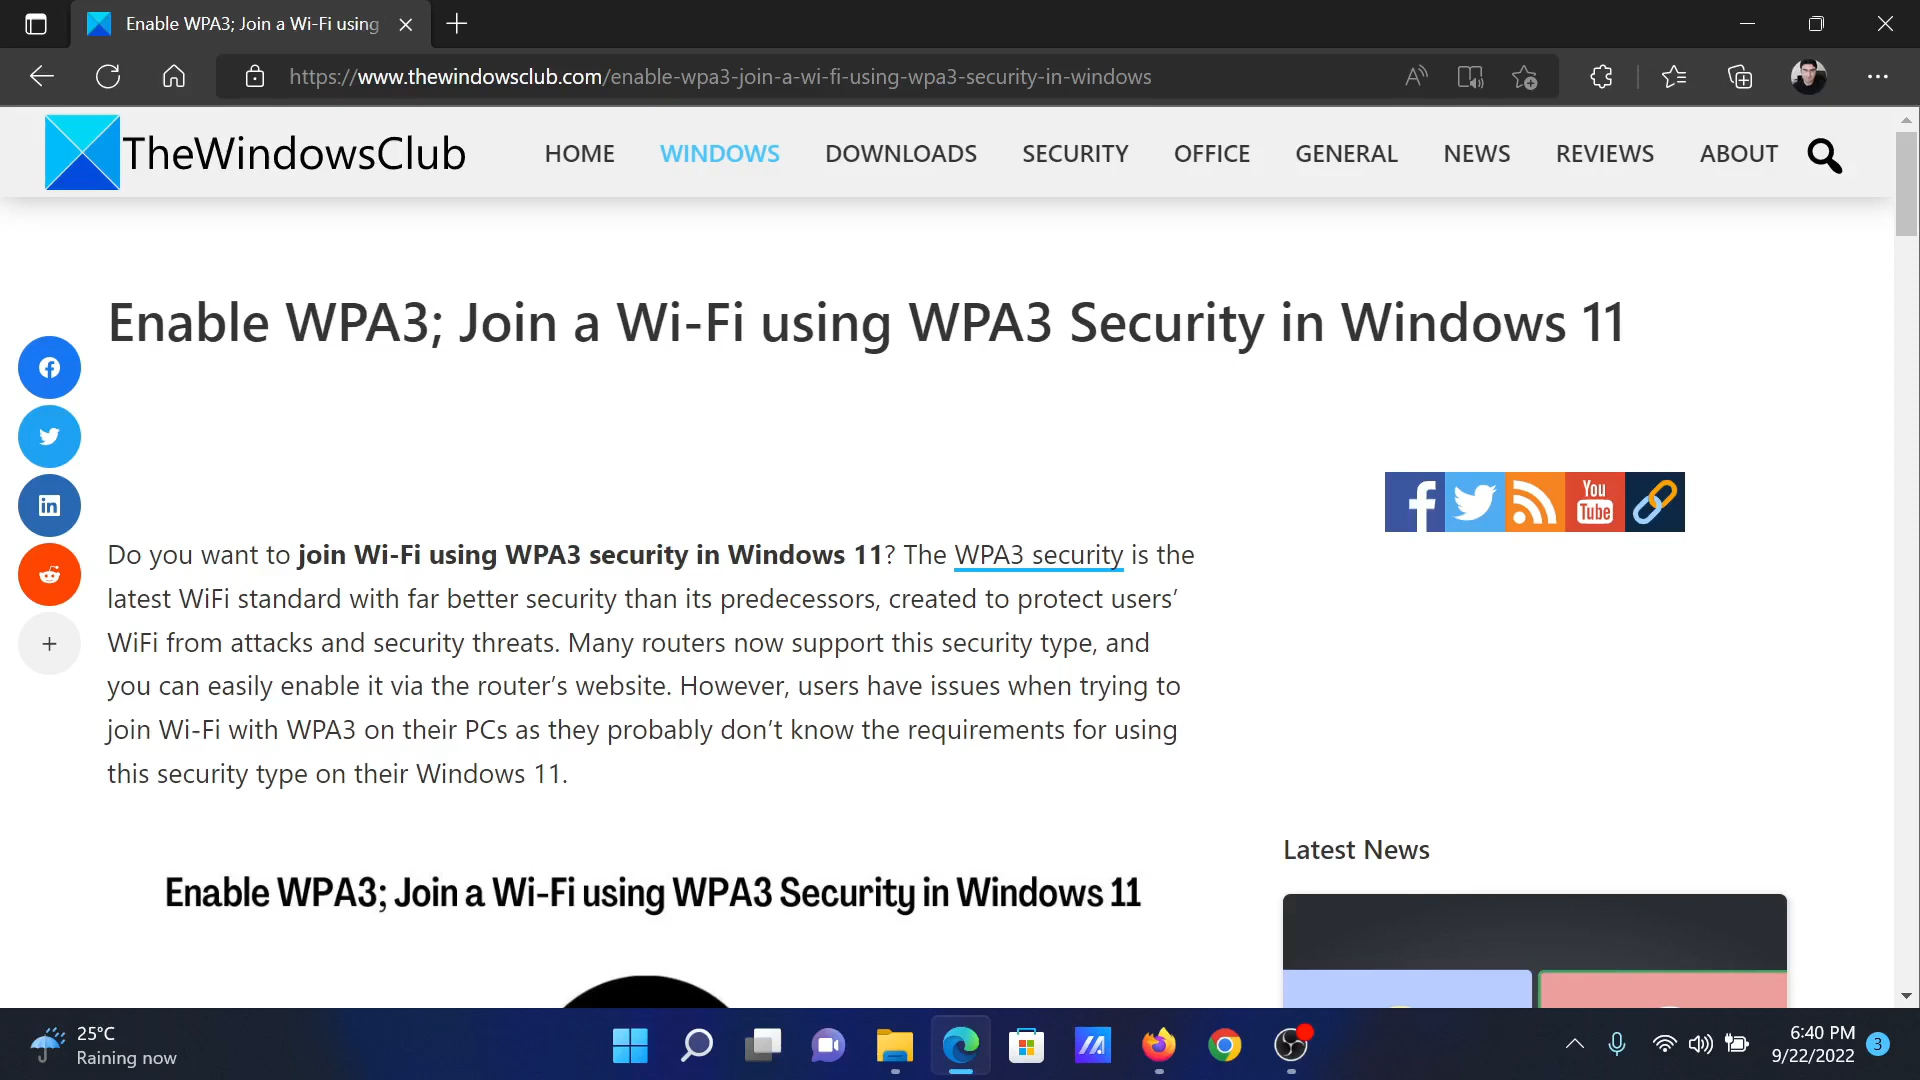 Enable WPA3; Join a Wi-Fi using
https://www.thewindowsclub.com/enable-wpa3-join-a-wi-fi-using-wpa3-security-in-windows
TheWindowsClub
HOME WINDOWS DOWNLOADS SECURITY OFFICE GENERAL NEWS REVIEWS ABOUT
Enable WPA3; Join a Wi-Fi using WPA3 Security in Windows 11
You
Tube
Do you want to join Wi-Fi using WPA3 security in Windows 11? The WPA3 security is the
latest WiFi standard with far better security than its predecessors, created to protect users’
WiFi from attacks and security threats. Many routers now support this security type, and
you can easily enable it via the router’s website. However, users have issues when trying to
join Wi-Fi with WPA3 on their PCs as they probably don’t know the requirements for using
this security type on their Windows 11.
Latest News
Enable WPA3; Join a Wi-Fi using WPA3 Security in Windows 11
25°C
Raining now
6:40 PM
9/22/2022
3